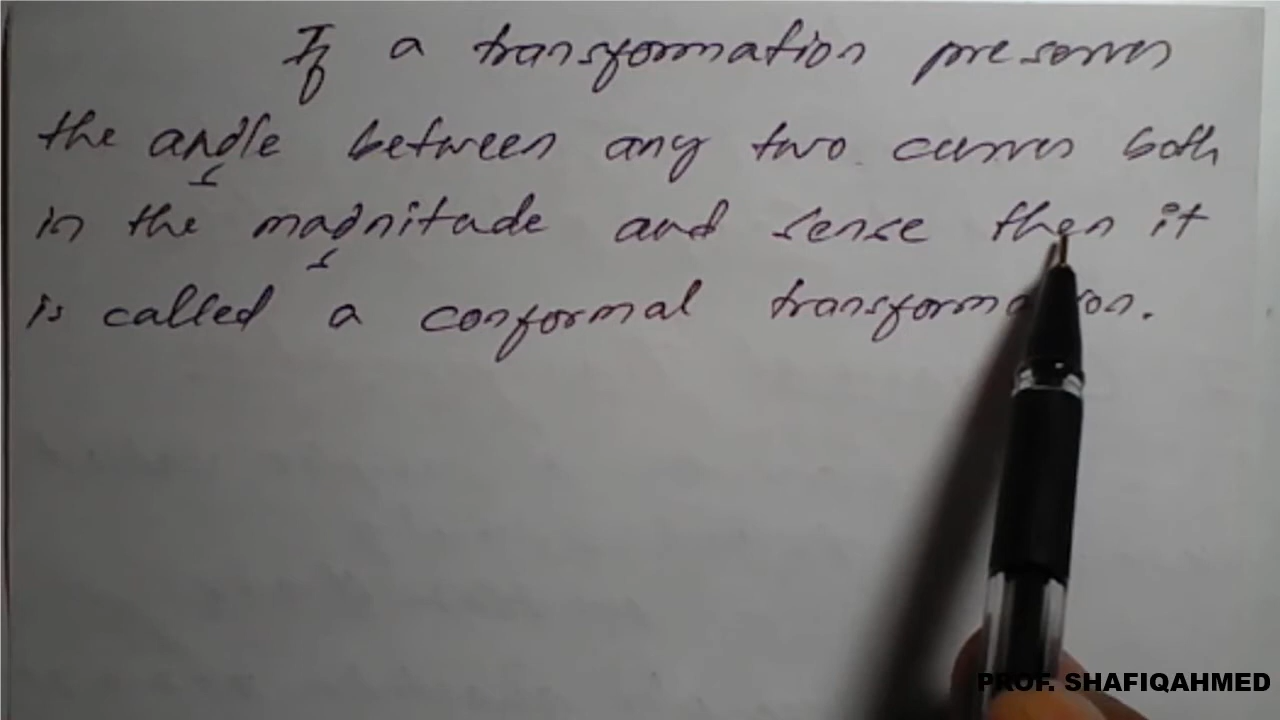 If a transformation preserves
the angle between any two curves both
in the magnitude and sense then it
is called a conformal transformation.
PROF. SHAFIQAHMED